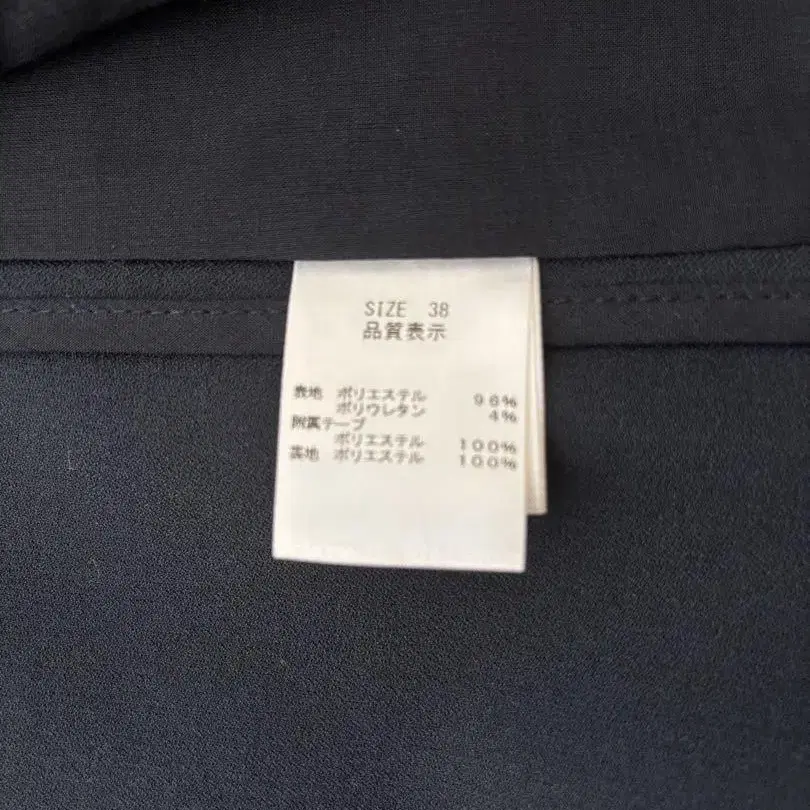 SIZE 38
品質表示
表地 ポリエステル 96%
ポリウレタン 4%
附属テープ
ポリエステル 100%
裏地 ポリエステル 100%